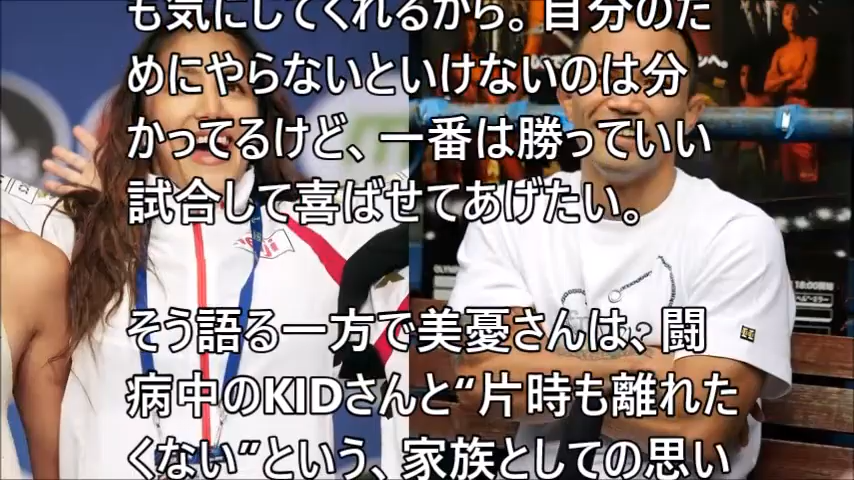 も気にしてくれるから。自分のた
めにやらないといけないのは分
かってるけど、一番は勝っていい
試合して喜ばせてあげたい。
そう語る一方で美憂さんは、闘
病中のKIDさんと“片時も離れた
くない”という、家族としての思い